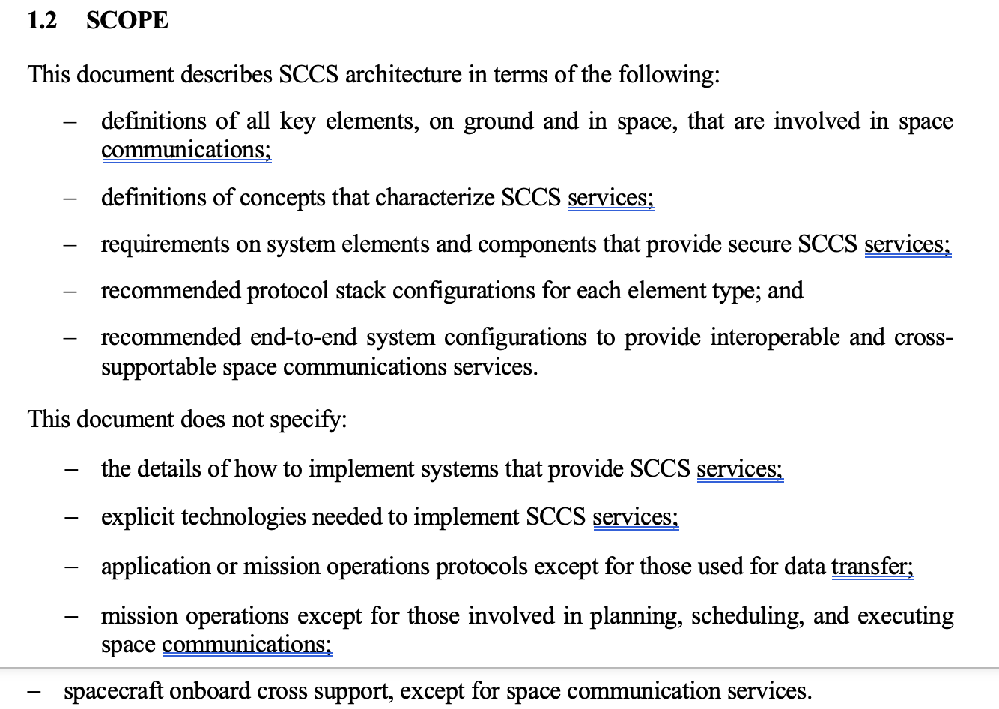 1.2 SCOPE
This document describes SCCS architecture in terms of the following:
– definitions of all key elements, on ground and in space, that are involved in space
communications;
– definitions of concepts that characterize SCCS services;
– requirements on system elements and components that provide secure SCCS services;
– recommended protocol stack configurations for each element type; and
– recommended end-to-end system configurations to provide interoperable and cross-
supportable space communications services.
This document does not specify:
– the details of how to implement systems that provide SCCS services;
– explicit technologies needed to implement SCCS services;
– application or mission operations protocols except for those used for data transfer;
– mission operations except for those involved in planning, scheduling, and executing
space communications;
– spacecraft onboard cross support, except for space communication services.